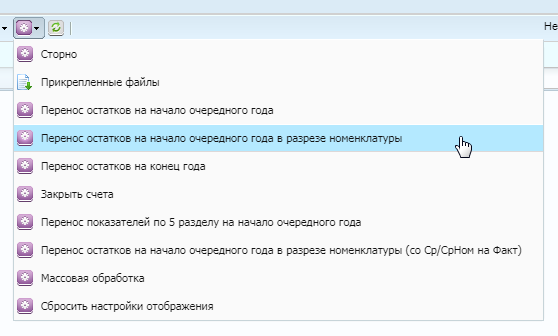 Не
Сторно
Прикрепленные файлы
Перенос остатков на начало очередного года
Перенос остатков на начало очередного года в разрезе номенклатуры
Перенос остатков на конец года
Закрыть счета
Перенос показателей по 5 разделу на начало очередного года
Перенос остатков на начало очередного года в разрезе номенклатуры (со Ср/СрНом на Факт)
Массовая обработка
Сбросить настройки отображения